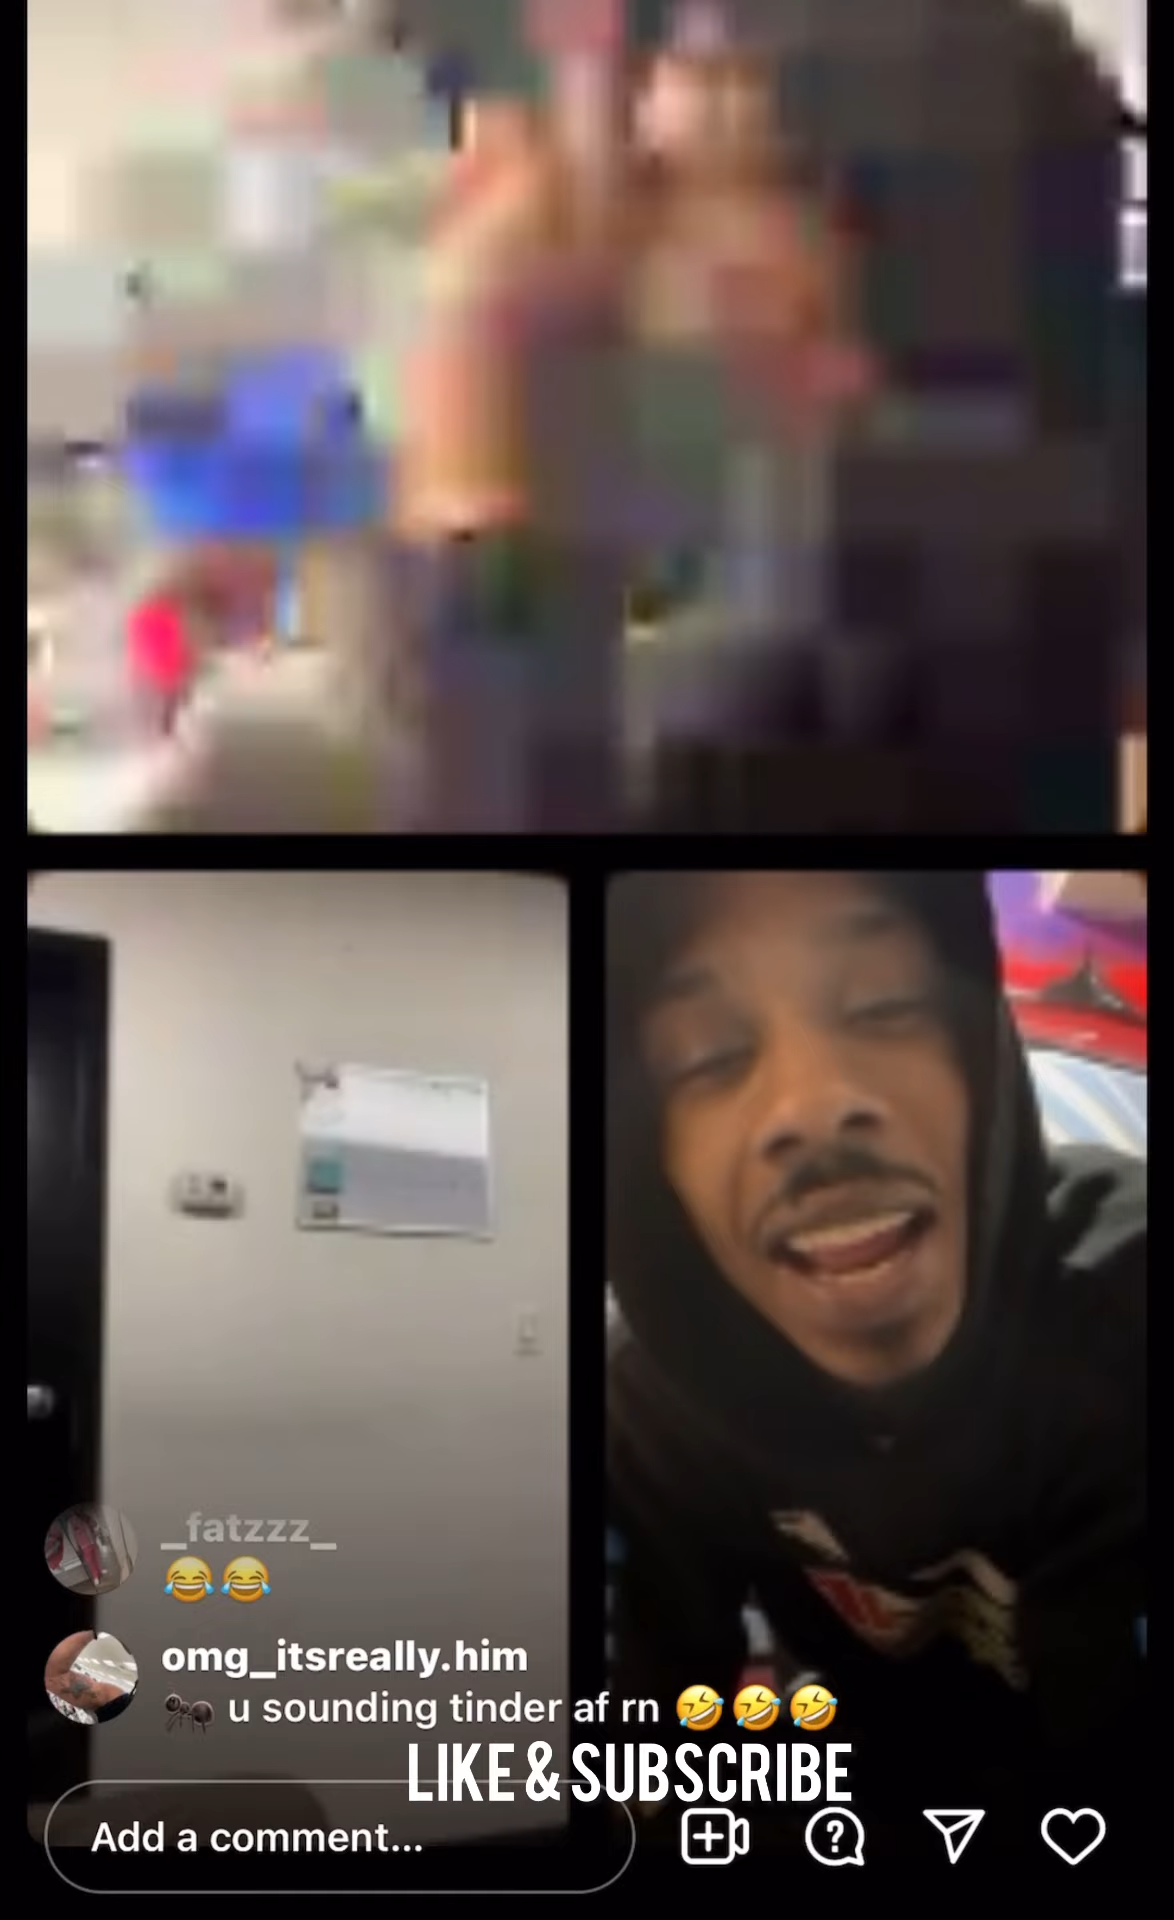 _fatzzz_
😂😂
omg_itsreally.him
🐜 u sounding tinder af rn 🤣🤣🤣
LIKE & SUBSCRIBE
Add a comment...